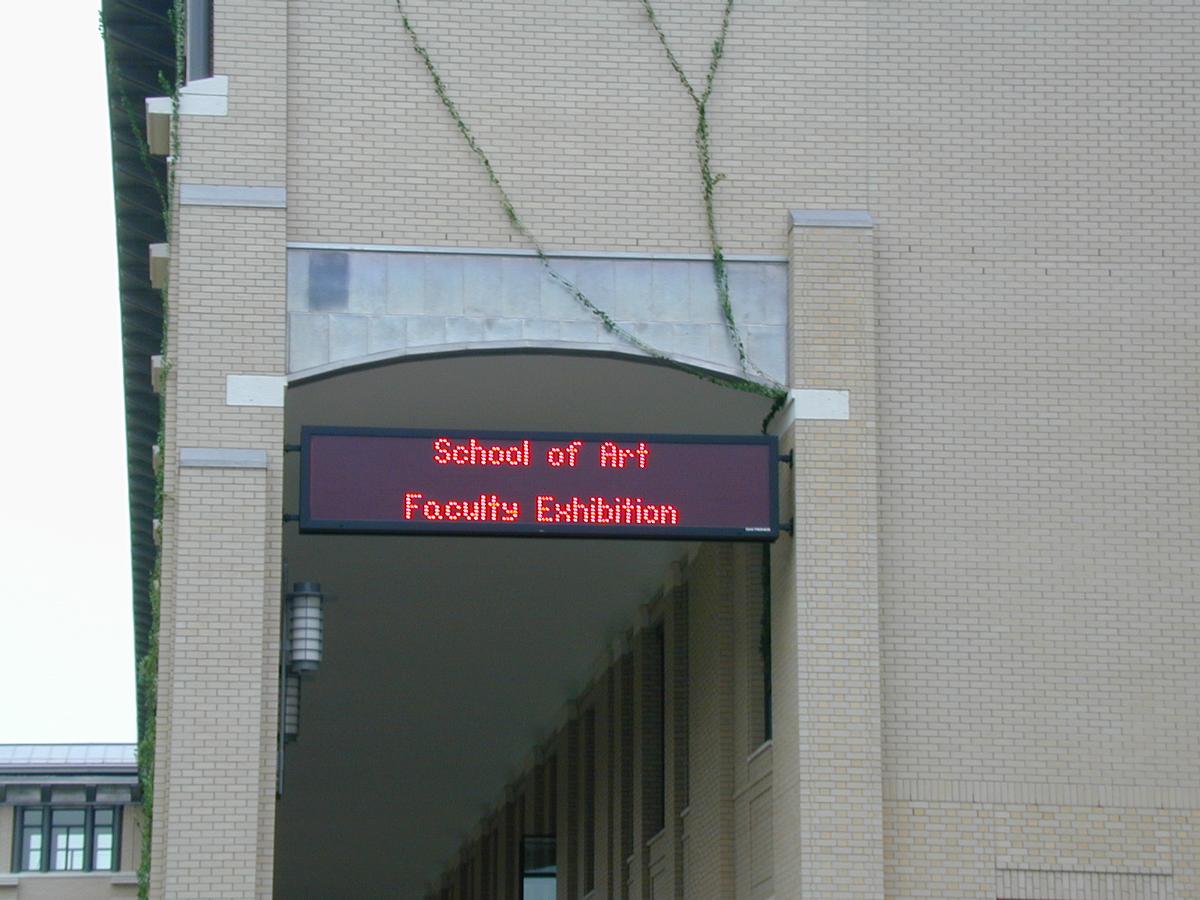 School of Art
Faculty Exhibition